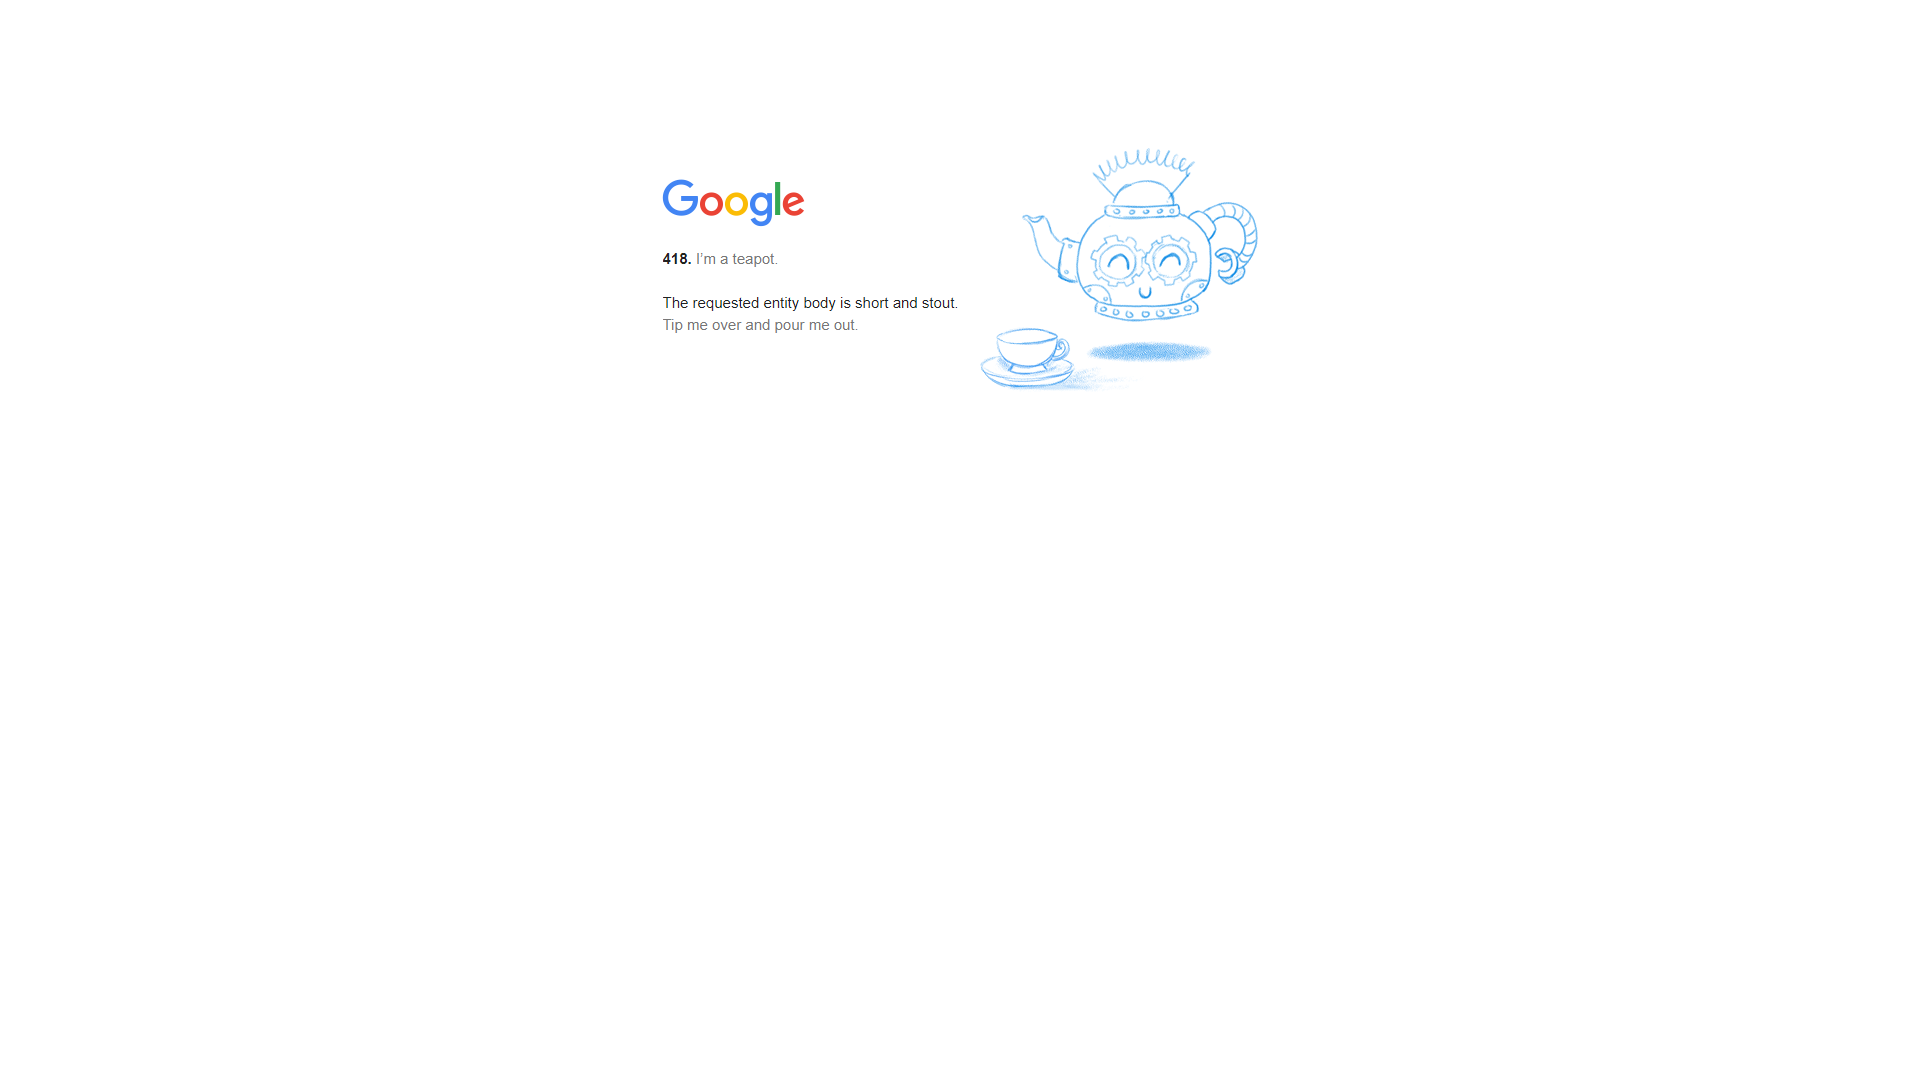 Google
418. I’m a teapot.
The requested entity body is short and stout.
Tip me over and pour me out.